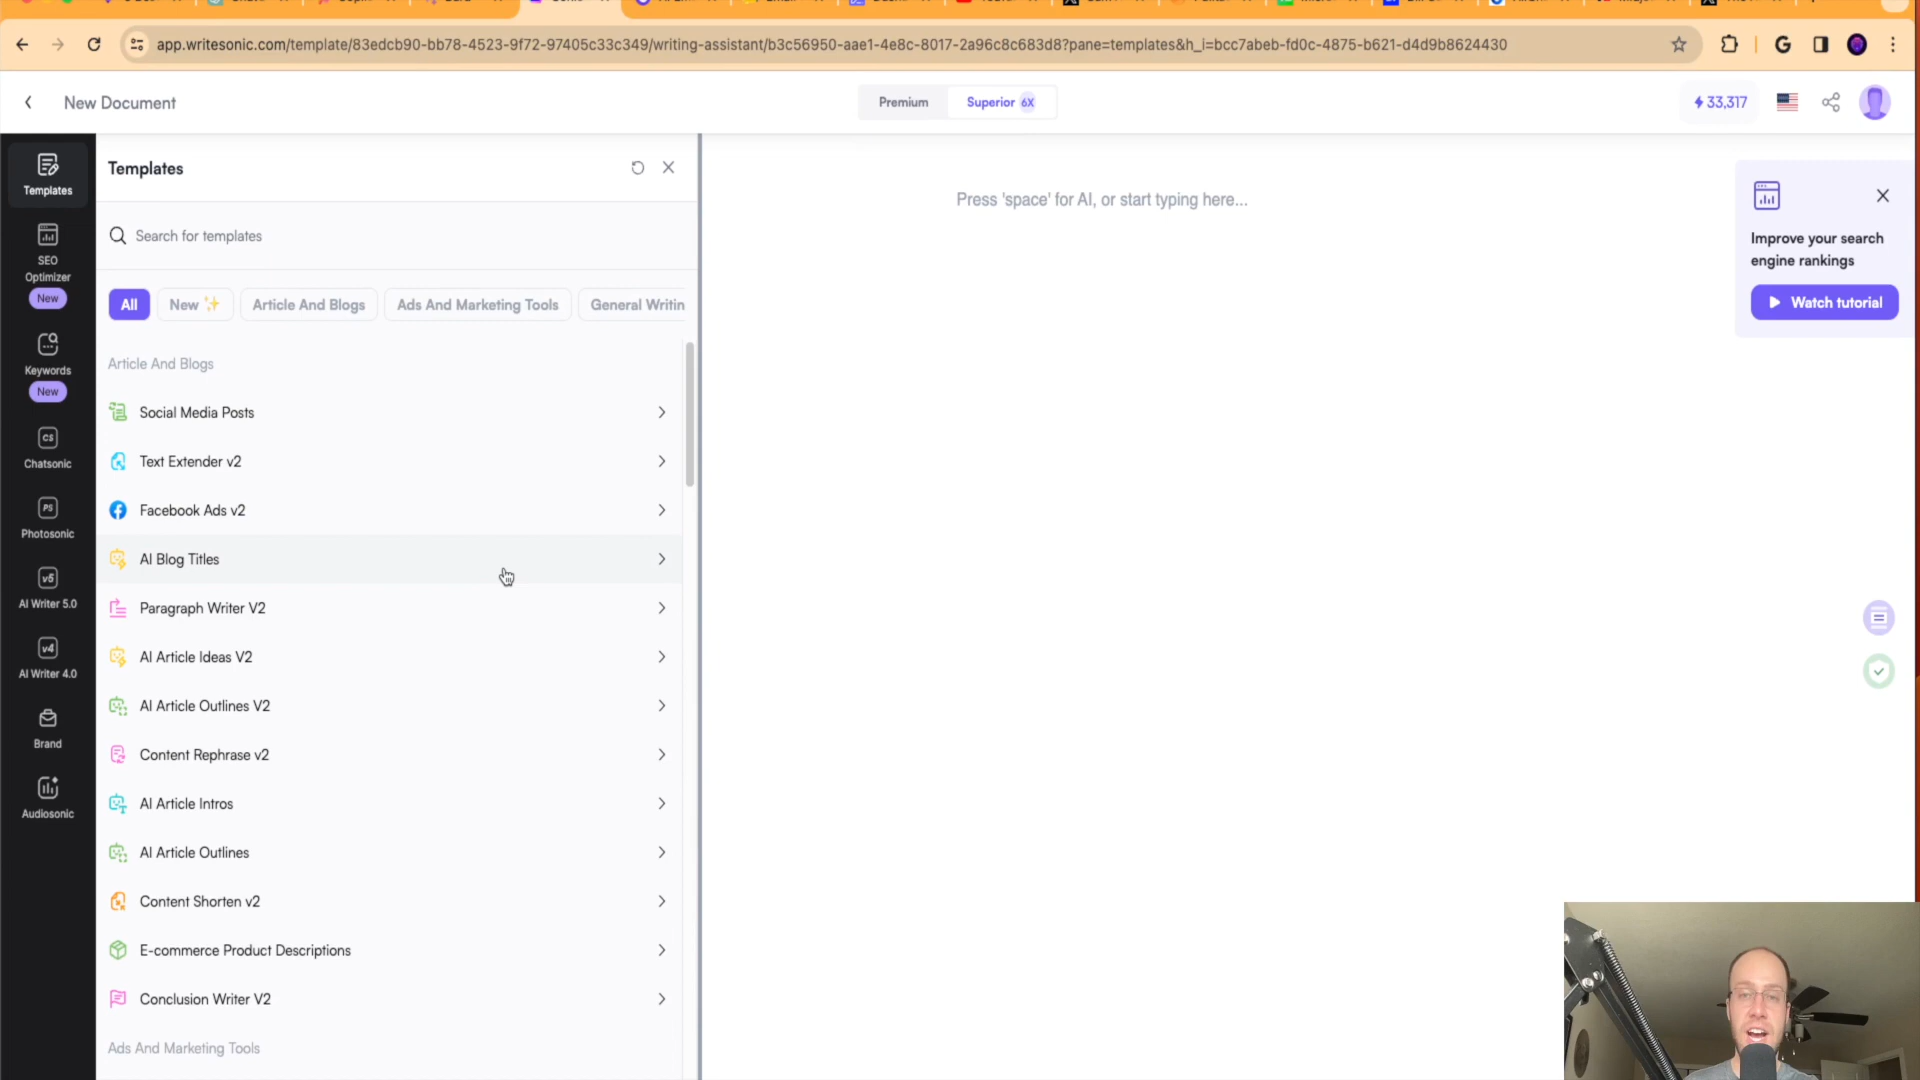 app.writesonic.com/template/83edcb90-bb78-4523-9f72-97405c33c349/writing-assistant/b3c56950-aae1-4e8c-8017-2a96c8c683d8?pane=templates&h_i=bcc7abeb-fd0c-4875-b621-d4d9b8624430
New Document
Premium
Superior 6X
33,317
Templates
SEO
Optimizer
New
Keywords
New
CS
Chatsonic
PS
Photosonic
v5
AI Writer 5.0
v4
AI Writer 4.0
Brand
Audiosonic
Templates
Search for templates
All
New
Article And Blogs
Ads And Marketing Tools
General Writin
Article And Blogs
Social Media Posts
Text Extender v2
Facebook Ads v2
AI Blog Titles
Paragraph Writer V2
AI Article Ideas V2
AI Article Outlines V2
Content Rephrase v2
AI Article Intros
AI Article Outlines
Content Shorten v2
E-commerce Product Descriptions
Conclusion Writer V2
Ads And Marketing Tools
Press 'space' for AI, or start typing here...
Improve your search
engine rankings
Watch tutorial